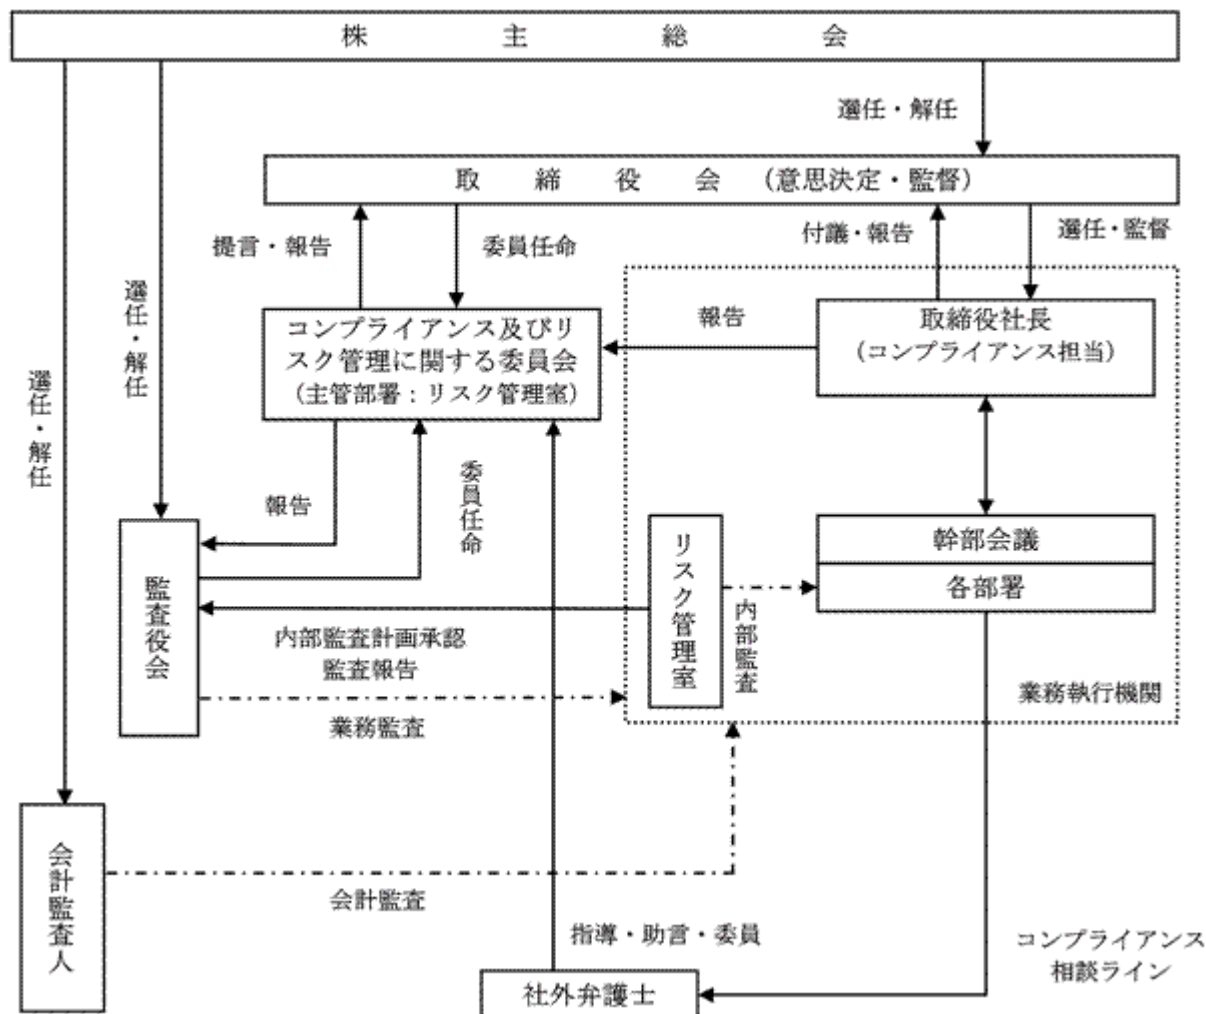 株主総会
選任・解任
取締役会 (意思決定・監督)
提言・報告
委員任命
付議・報告
選任・監督
選任・解任
選任・解任
コンプライアンス及びリ
スク管理に関する委員会
(主管部署：リスク管理室)
報告
取締役社長
(コンプライアンス担当)
報告
委員任命
監査役会
リスク管理室
幹部会議
各部署
内部監査
内部監査計画承認
監査報告
業務監査
業務執行機関
会計監査人
会計監査
指導・助言・委員
コンプライアンス
相談ライン
社外弁護士